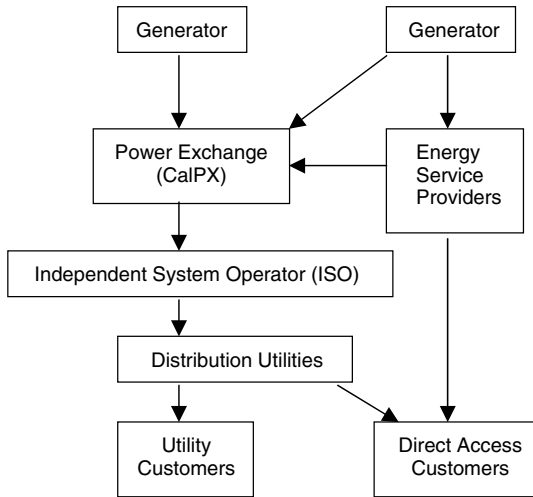 Generator
Generator
Power Exchange
(CalPX)
Energy
Service
Providers
Independent System Operator (ISO)
Distribution Utilities
Utility
Customers
Direct Access
Customers